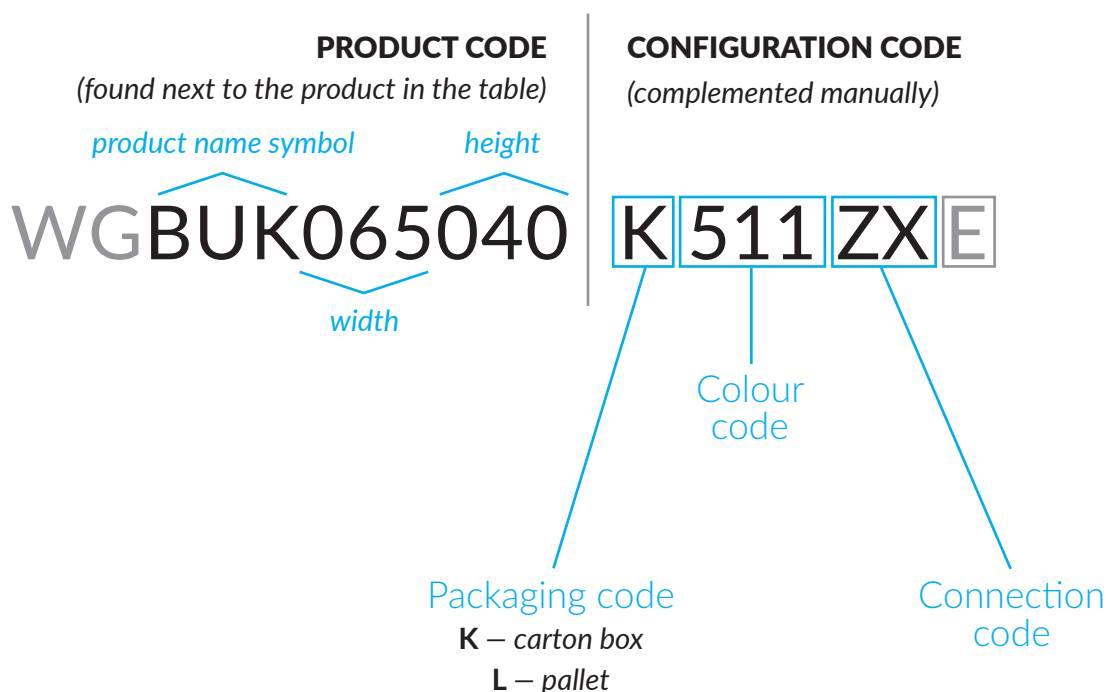 PRODUCT CODE
(found next to the product in the table)
CONFIGURATION CODE
(complemented manually)
product name symbol
height
WGBUK065040
K 511 ZX E
width
Colour
code
Packaging code
K – carton box
L – pallet
Connection
code